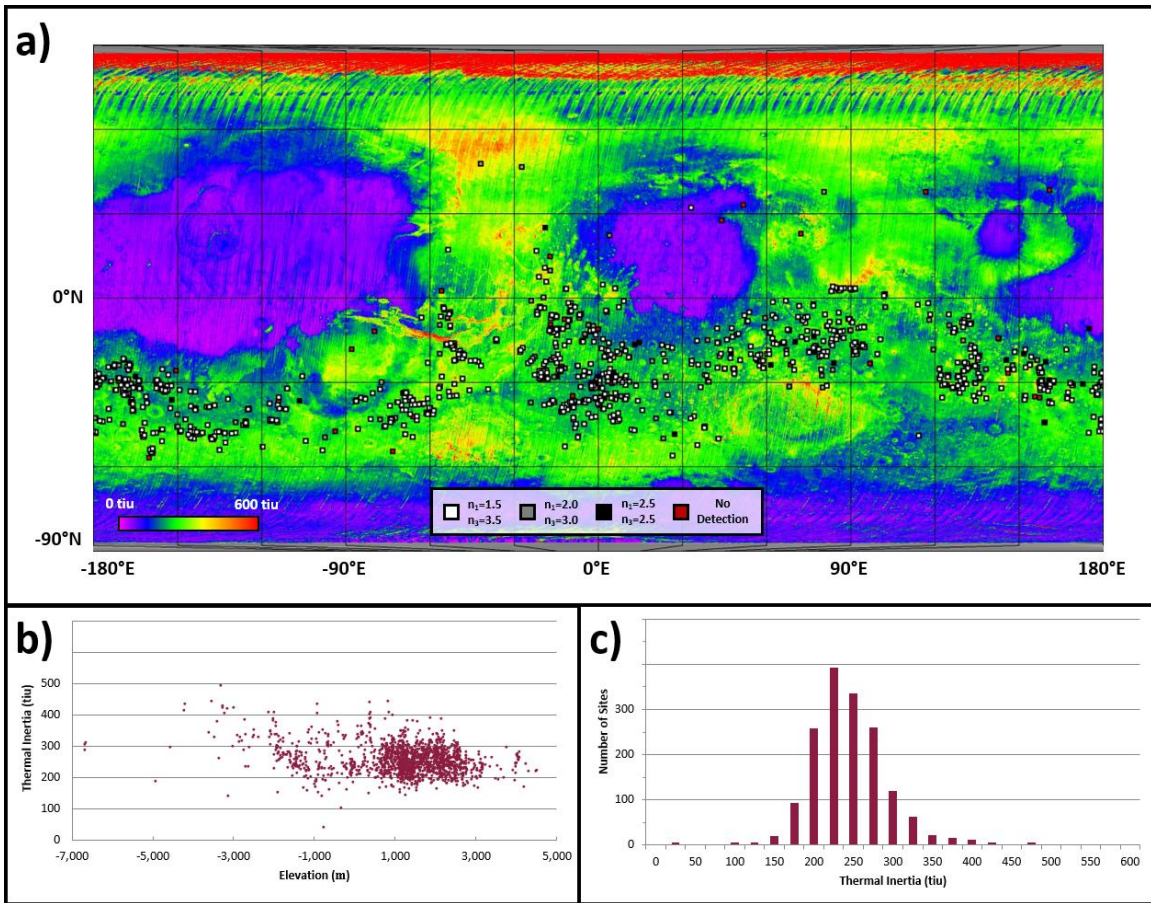 a)
0°N
0 tiu 600 tiu
n₁=1.5 n₁=2.0 n₁=2.5 No
n₃=3.5 n₃=3.0 n₃=2.5 Detection
-90°N
-180°E -90°E 0°E 90°E 180°E
b)
500
400
300
200
100
0
Thermal Inertia (tiu)
-7,000 -5,000 -3,000 -1,000 1,000 3,000 5,000
Elevation (m)
c)
300
200
100
0
Number of Sites
0 50 100 150 200 250 300 350 400 450 500 550 600
Thermal Inertia (tiu)